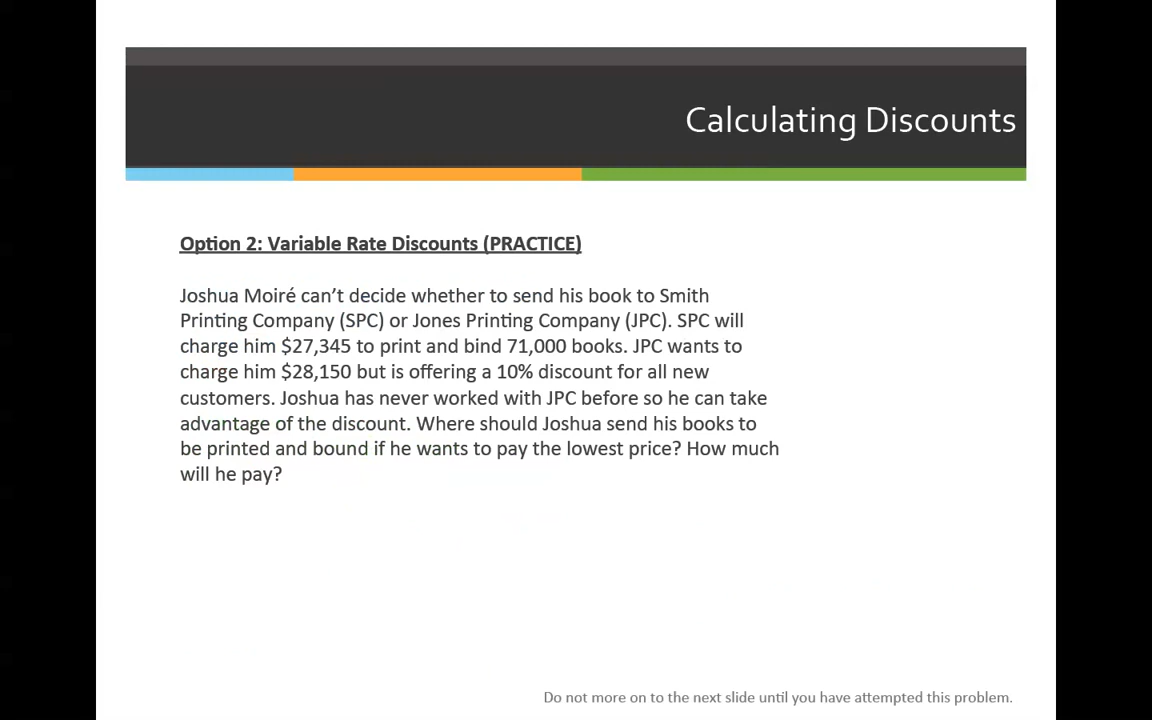 Calculating Discounts
Option 2: Variable Rate Discounts (PRACTICE)
Joshua Moiré can’t decide whether to send his book to Smith
Printing Company (SPC) or Jones Printing Company (JPC). SPC will
charge him $27,345 to print and bind 71,000 books. JPC wants to
charge him $28,150 but is offering a 10% discount for all new
customers. Joshua has never worked with JPC before so he can take
advantage of the discount. Where should Joshua send his books to
be printed and bound if he wants to pay the lowest price? How much
will he pay?
Do not more on to the next slide until you have attempted this problem.